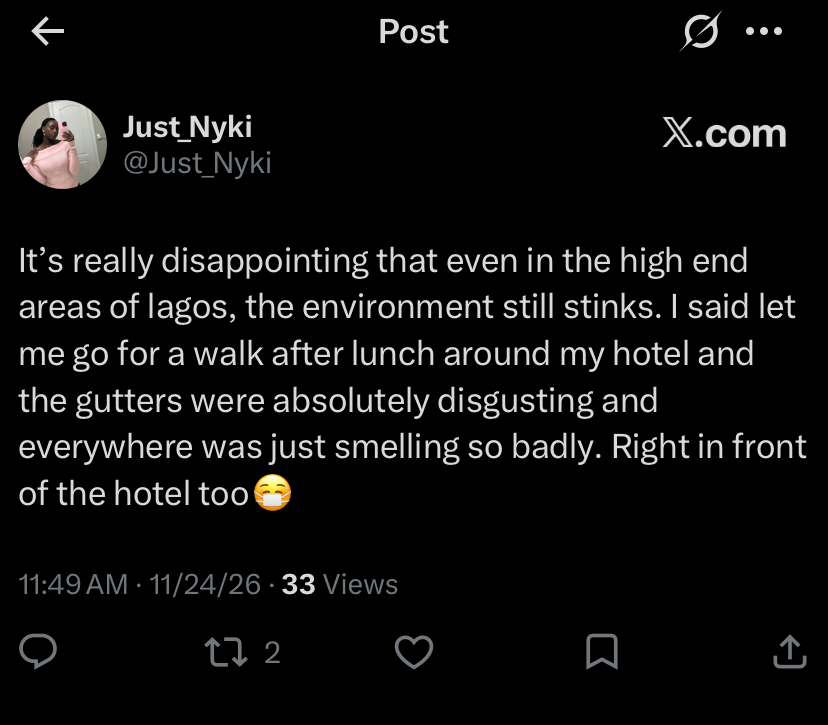 Post
Just_Nyki
@Just_Nyki
X.com
It’s really disappointing that even in the high end
areas of lagos, the environment still stinks. I said let
me go for a walk after lunch around my hotel and
the gutters were absolutely disgusting and
everywhere was just smelling so badly. Right in front
of the hotel too😷
11:49 AM · 11/24/26 · 33 Views
2